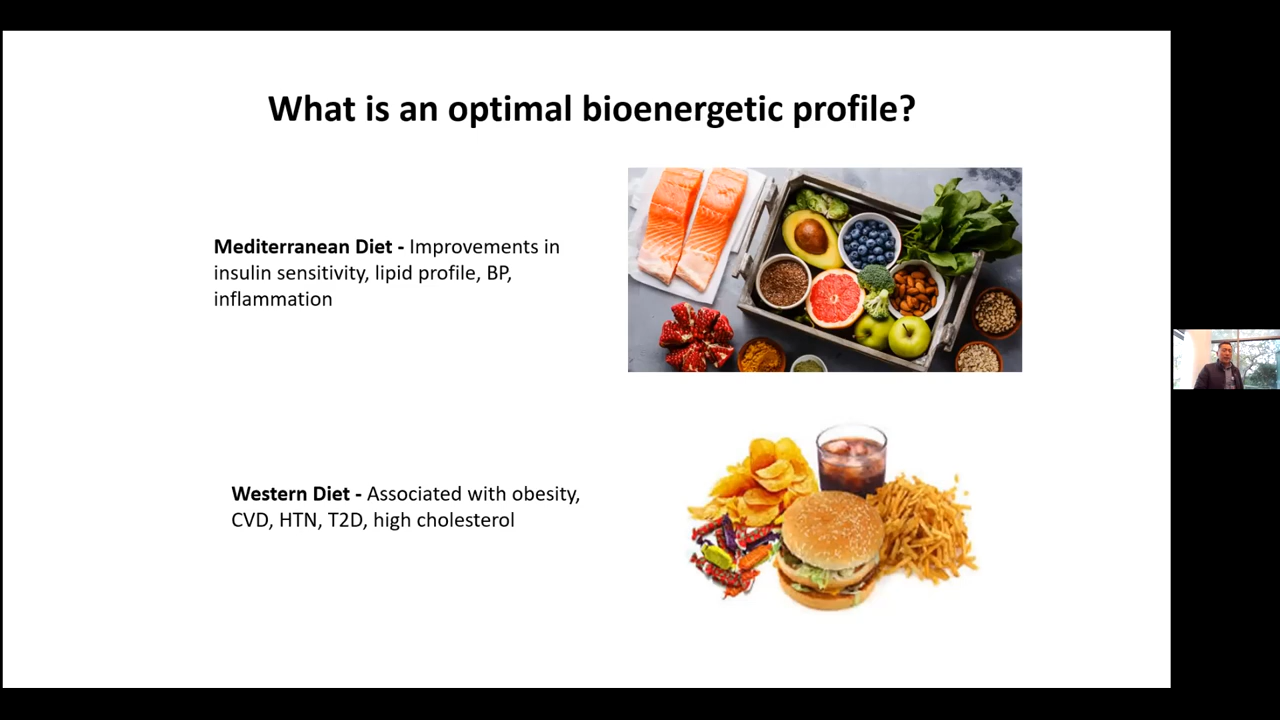 What is an optimal bioenergetic profile?
Mediterranean Diet - Improvements in
insulin sensitivity, lipid profile, BP,
inflammation
Western Diet - Associated with obesity,
CVD, HTN, T2D, high cholesterol